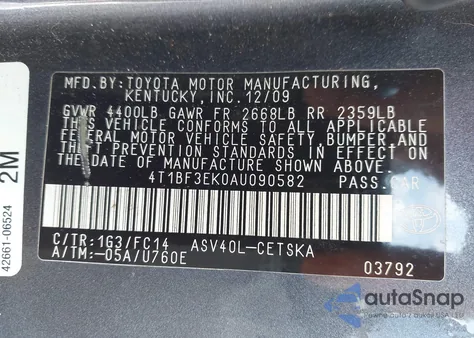 MFD.BY:TOYOTA MOTOR MANUFACTURING,
KENTUCKY,INC.12/09
GVWR 4400LB GAWR FR 2668LB RR 2359LB
THIS VEHICLE CONFORMS TO ALL APPLICABLE
FEDERAL MOTOR VEHICLE SAFETY, BUMPER, AND
THEFT PREVENTION STANDARDS IN EFFECT ON
THE DATE OF MANUFACTURE SHOWN ABOVE.
4T1BF3EK0AU090582 PASS.CAR
C/TR:1G3/FC14 ASV40L-CETSKA
A/TM:-05A/U760E
03792
42661-06524
2M
autoSnap